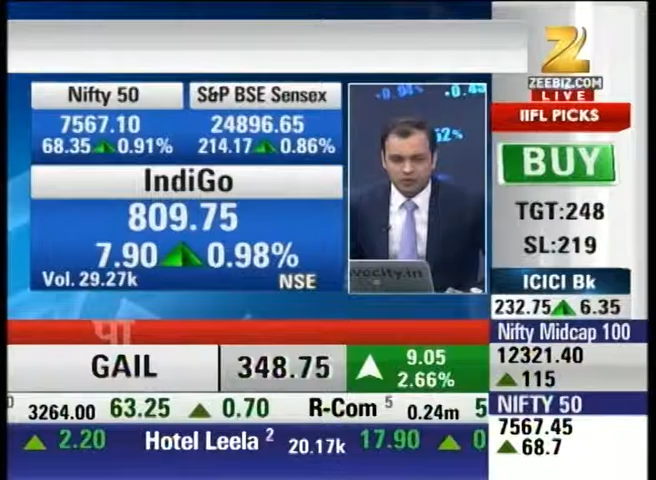 ZEEBIZ.COM
LIVE
Nifty 50
7567.10
68.35 0.91%
S&P BSE Sensex
24896.65
214.17 0.86%
IndiGo
809.75
7.90 0.98%
Vol. 29.27k
NSE
IIFL PICKS
BUY
TGT:248
SL:219
ICICI Bk
232.75 6.35
Nifty Midcap 100
12321.40
115
NIFTY 50
7567.45
68.7
GAIL
348.75
9.05
2.66%
3264.00 63.25 0.70 R-Com 5 0.24m 5
2.20 Hotel Leela 2 20.17k 17.90 0